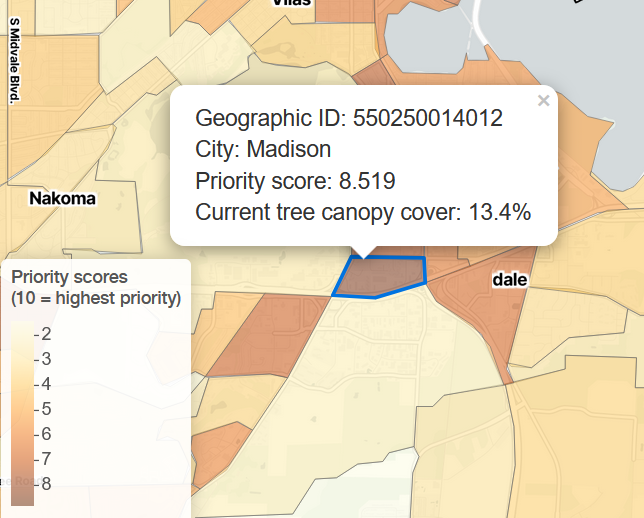 Vilas
S Midvale Blvd.
Geographic ID: 550250014012
City: Madison
Priority score: 8.519
Current tree canopy cover: 13.4%
×
Nakoma
dale
Priority scores
(10 = highest priority)
2
3
4
5
6
7
8